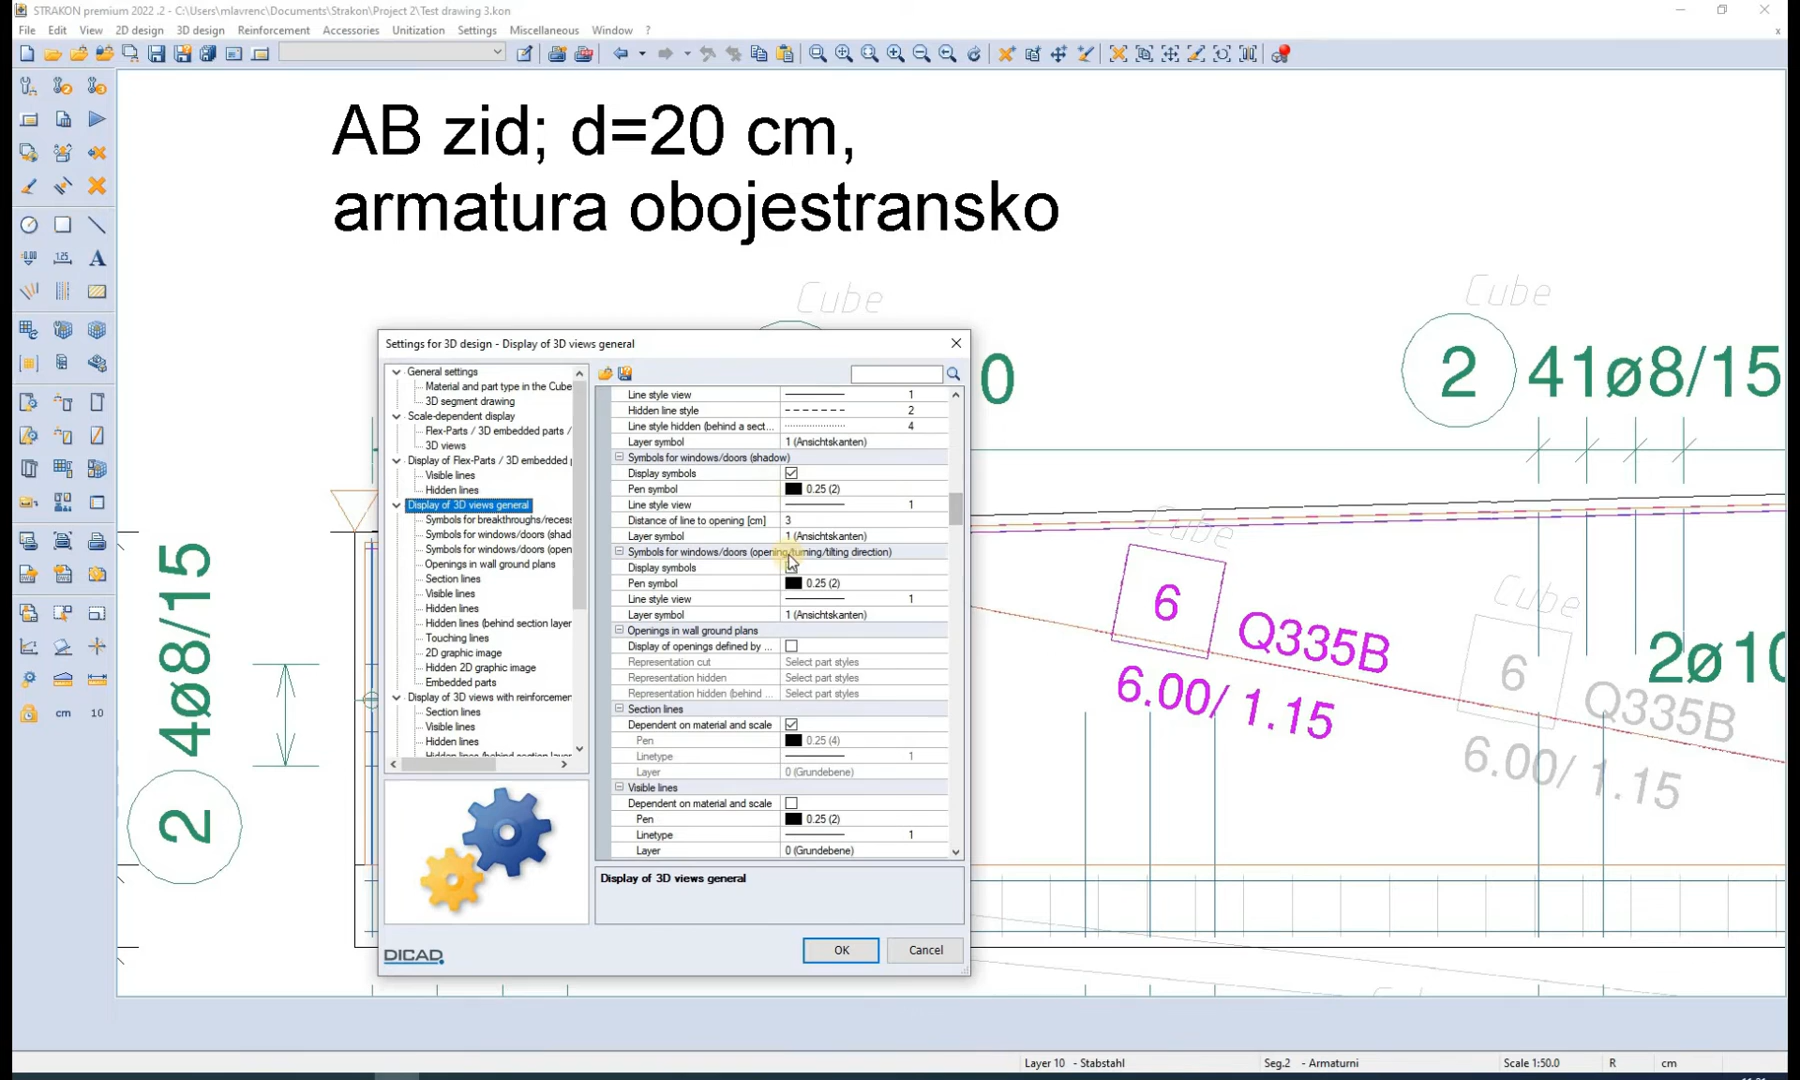 STRAKON premium 2022 .2 - C:\Users\mlavrenc\Documents\Strakon\Project 2\Test drawing 3.kon
File Edit View 2D design 3D design Reinforcement Accessories Unitization Settings Miscellaneous Window ?
AB zid; d=20 cm,
armatura obojestransko
Cube
Cube
0
2 41ø8/15
Cube
6 Q335B
6.00/ 1.15
Cube
6 Q335B
6.00/ 1.15
2ø10
2 4ø8/15
cm 10
Settings for 3D design - Display of 3D views general
General settings
Material and part type in the Cube
3D segment drawing
Scale-dependent display
Flex-Parts / 3D embedded parts /
3D views
Display of Flex-Parts / 3D embedded p
Visible lines
Hidden lines
Display of 3D views general
Symbols for breakthroughs/recess
Symbols for windows/doors (shad
Symbols for windows/doors (open
Openings in wall ground plans
Section lines
Visible lines
Hidden lines
Hidden lines (behind section layer
Touching lines
2D graphic image
Hidden 2D graphic image
Embedded parts
Display of 3D views with reinforcemen
Section lines
Visible lines
Hidden lines
Hidden lines (behind section layer
DICAD
Line style view 1
Hidden line style 2
Line style hidden (behind a sect... 4
Layer symbol 1 (Ansichtskanten)
Symbols for windows/doors (shadow)
Display symbols
Pen symbol 0.25 (2)
Line style view 1
Distance of line to opening [cm] 3
Layer symbol 1 (Ansichtskanten)
Symbols for windows/doors (opening/turning/tilting direction)
Display symbols
Pen symbol 0.25 (2)
Line style view 1
Layer symbol 1 (Ansichtskanten)
Openings in wall ground plans
Display of openings defined by ...
Representation cut Select part styles
Representation hidden Select part styles
Representation hidden (behind ... Select part styles
Section lines
Dependent on material and scale
Pen 0.25 (4)
Linetype 1
Layer 0 (Grundebene)
Visible lines
Dependent on material and scale
Pen 0.25 (2)
Linetype 1
Layer 0 (Grundebene)
Display of 3D views general
OK Cancel
Layer 10 - Stabstahl Seg.2 - Armaturni Scale 1:50.0 R cm